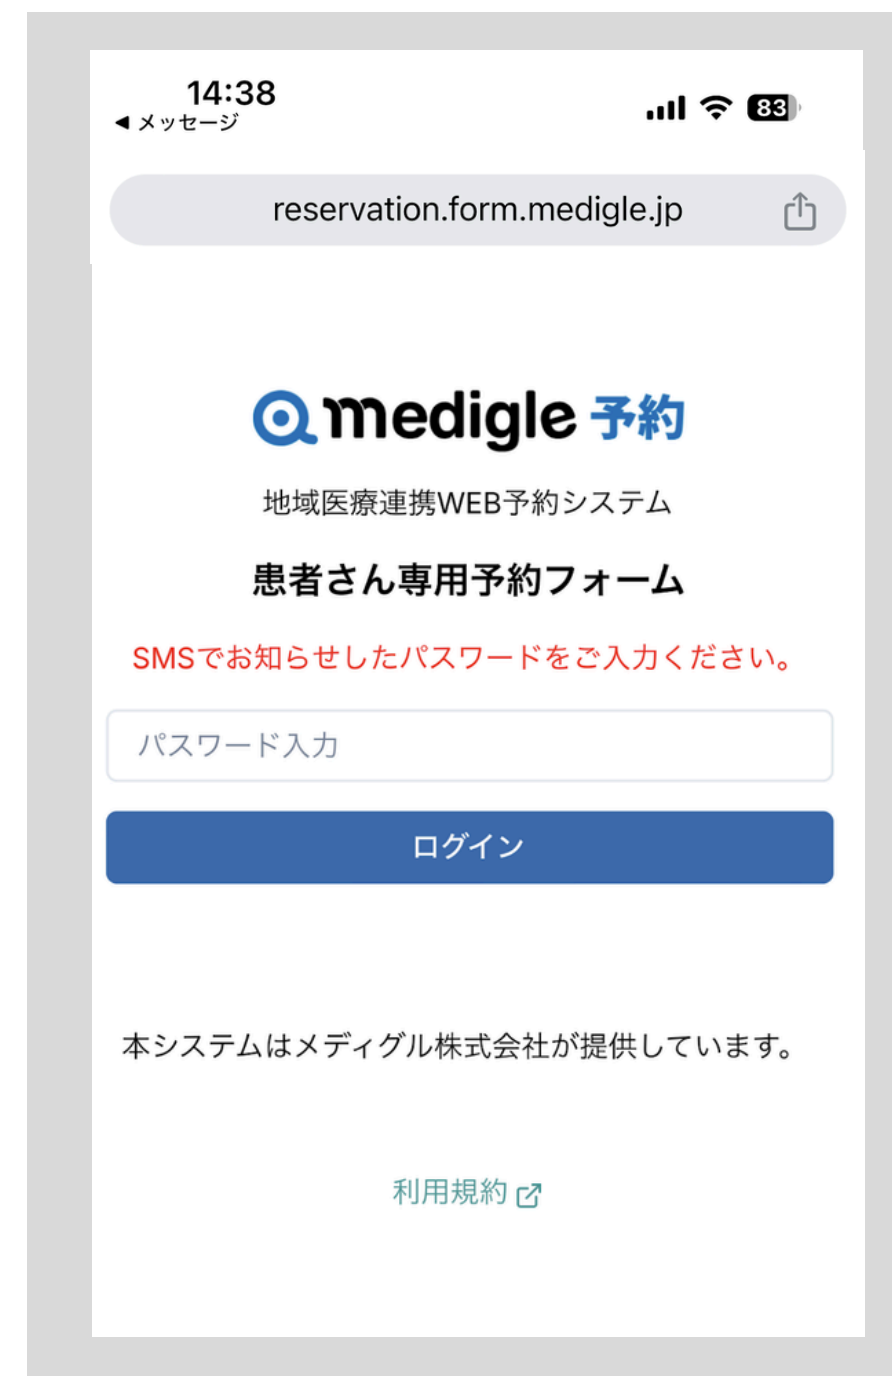 14:38
◀ メッセージ
83
reservation.form.medigle.jp
medigle 予約
地域医療連携WEB予約システム
患者さん専用予約フォーム
SMSでお知らせしたパスワードをご入力ください。
パスワード入力
ログイン
本システムはメディグル株式会社が提供しています。
利用規約